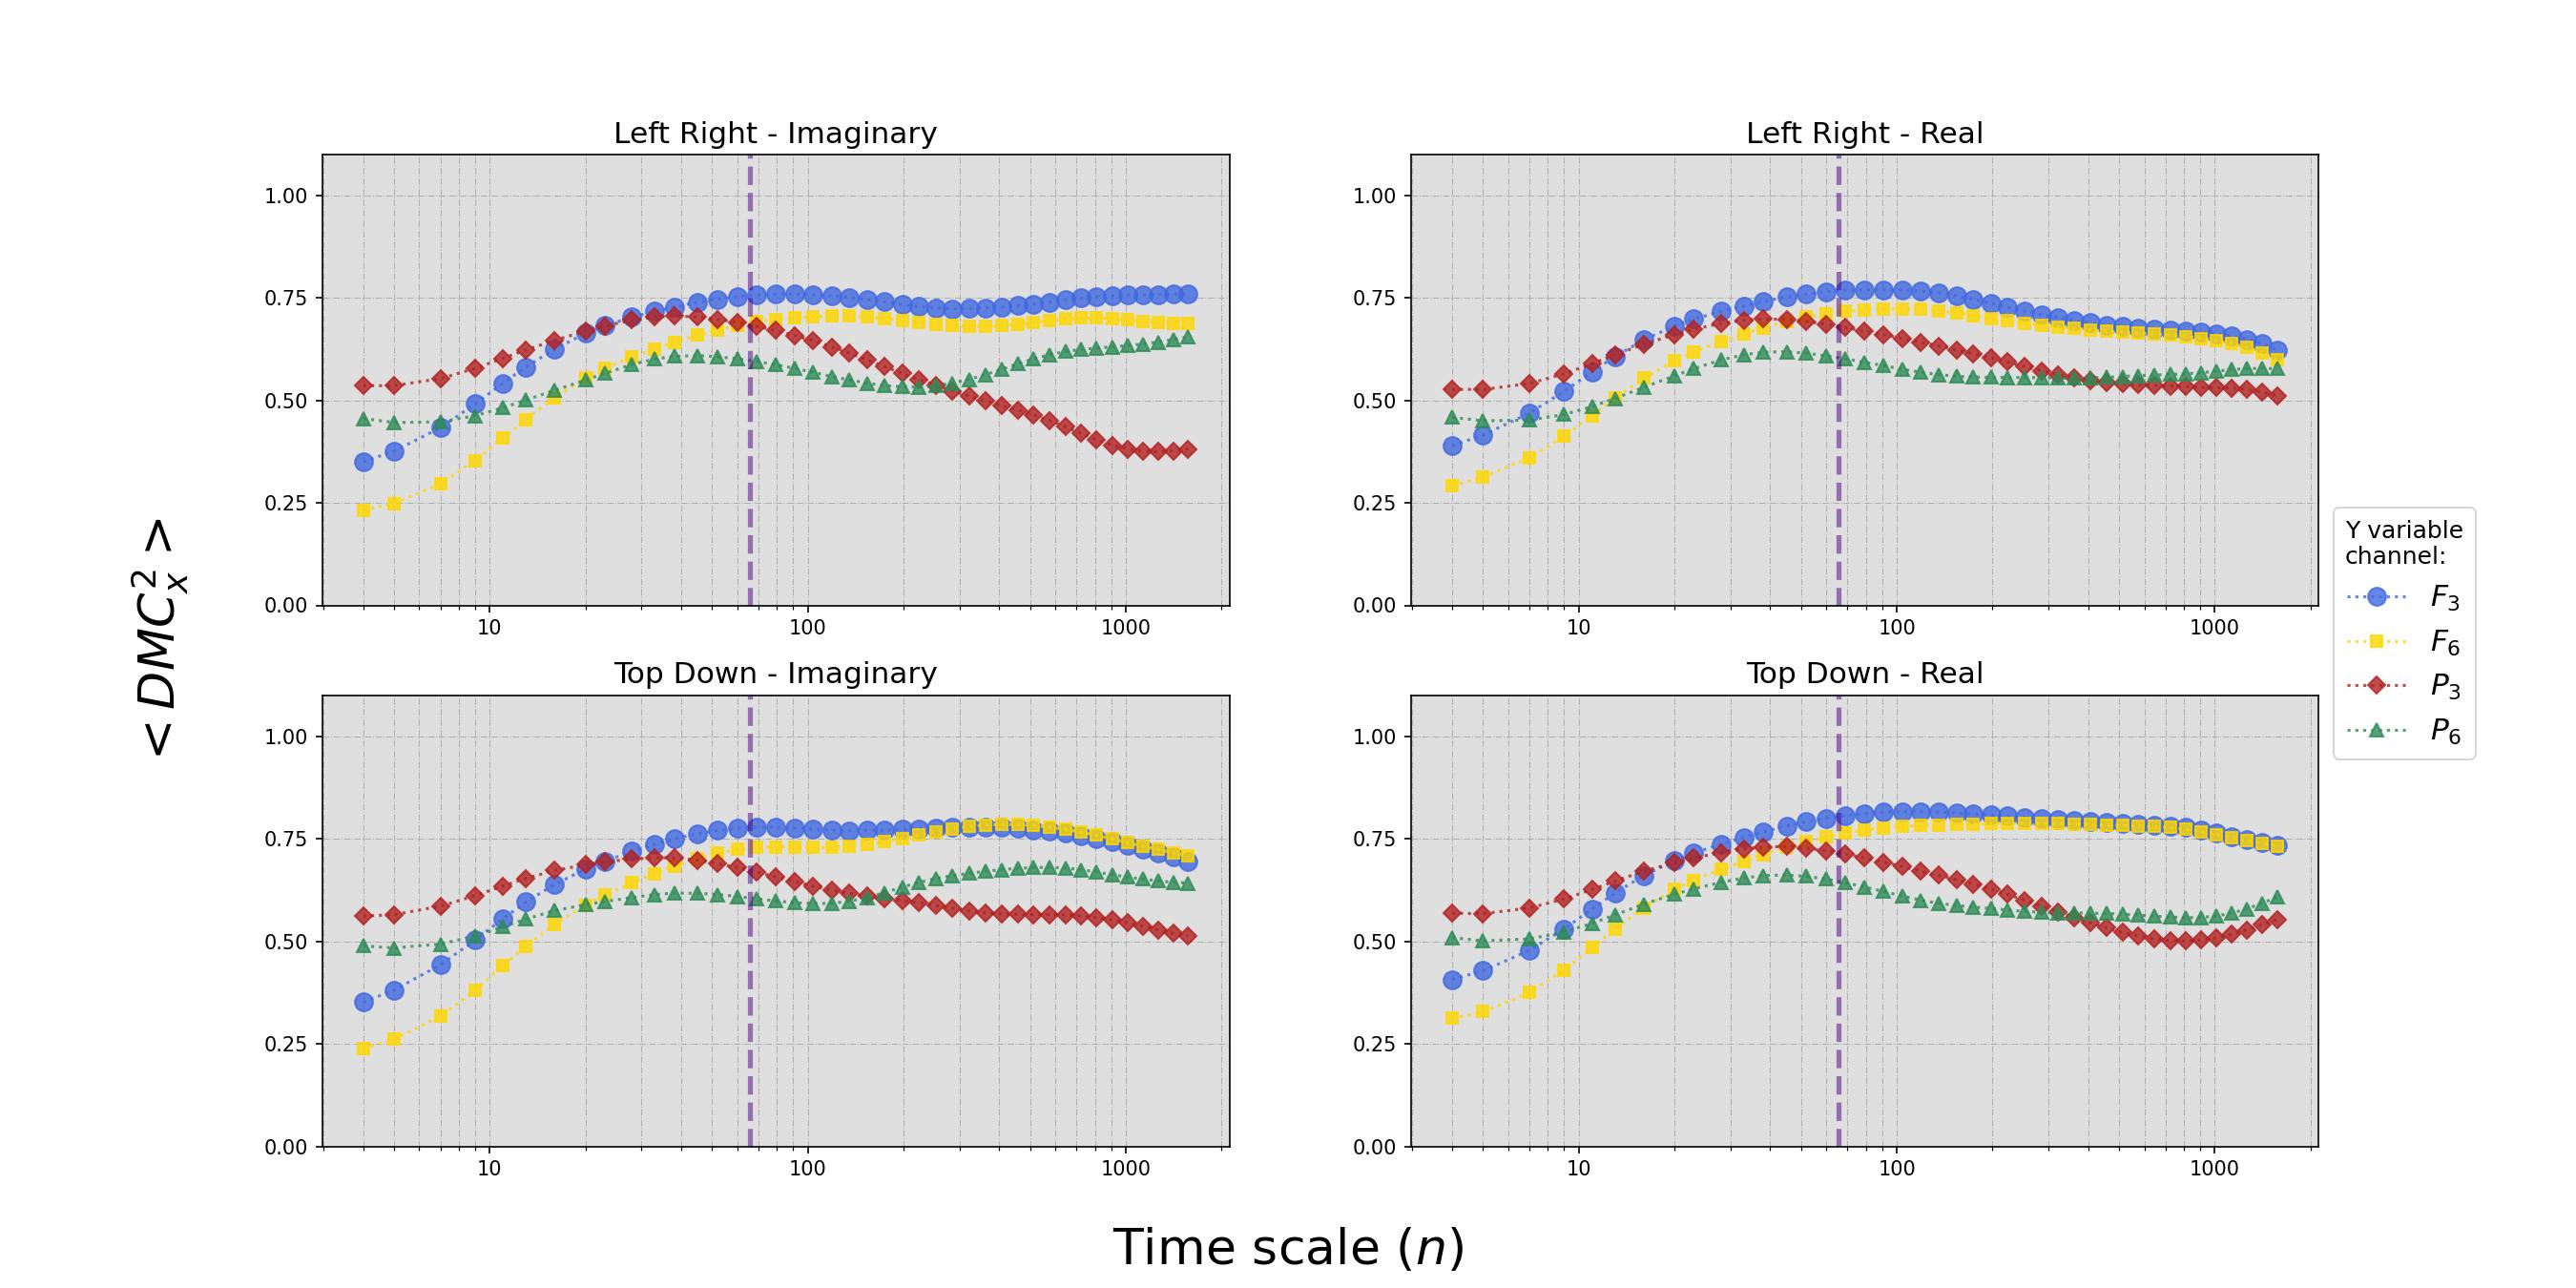 Left Right - Imaginary
1.00
0.75
0.50
0.25
0.00
10 100 1000
Left Right - Real
1.00
0.75
0.50
0.25
0.00
10 100 1000
Top Down - Imaginary
1.00
0.75
0.50
0.25
0.00
10 100 1000
Top Down - Real
1.00
0.75
0.50
0.25
0.00
10 100 1000
< DMC²ₓ >
Time scale (n)
Y variable
channel:
F₃
F₆
P₃
P₆